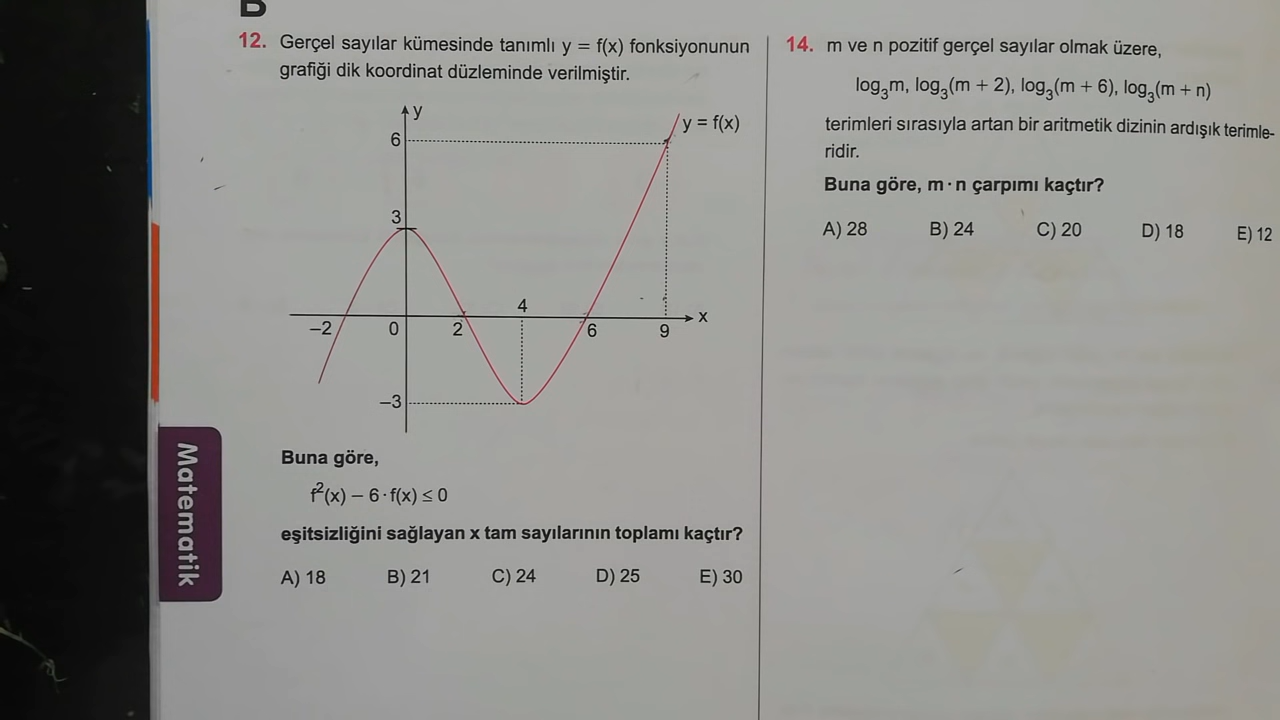 B
12. Gerçel sayılar kümesinde tanımlı y = f(x) fonksiyonunun
grafiği dik koordinat düzleminde verilmiştir.
y
y = f(x)
6
3
4
x
–2
0
2
6
9
–3
Buna göre,
f²(x) – 6·f(x) ≤ 0
eşitsizliğini sağlayan x tam sayılarının toplamı kaçtır?
A) 18 B) 21 C) 24 D) 25 E) 30
14. m ve n pozitif gerçel sayılar olmak üzere,
log₃m, log₃(m + 2), log₃(m + 6), log₃(m + n)
terimleri sırasıyla artan bir aritmetik dizinin ardışık terimle-
ridir.
Buna göre, m·n çarpımı kaçtır?
A) 28 B) 24 C) 20 D) 18 E) 12
Matematik